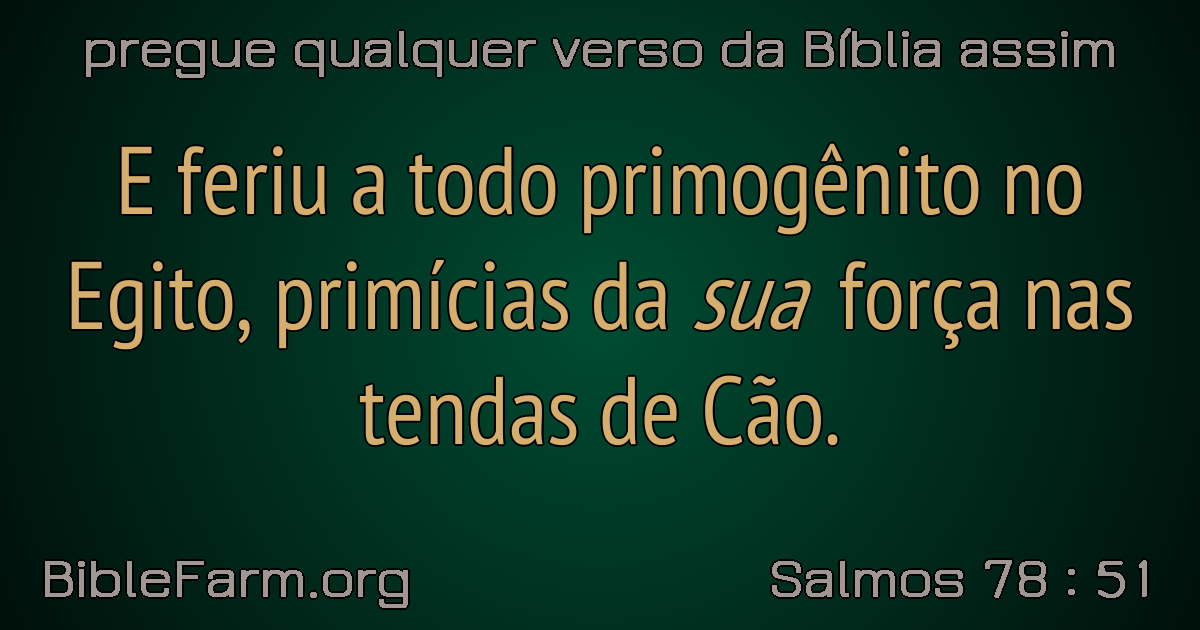 pregue qualquer verso da Bíblia assim
E feriu a todo primogênito no
Egito, primícias da sua força nas
tendas de Cão.
BibleFarm.org
Salmos 78 : 51